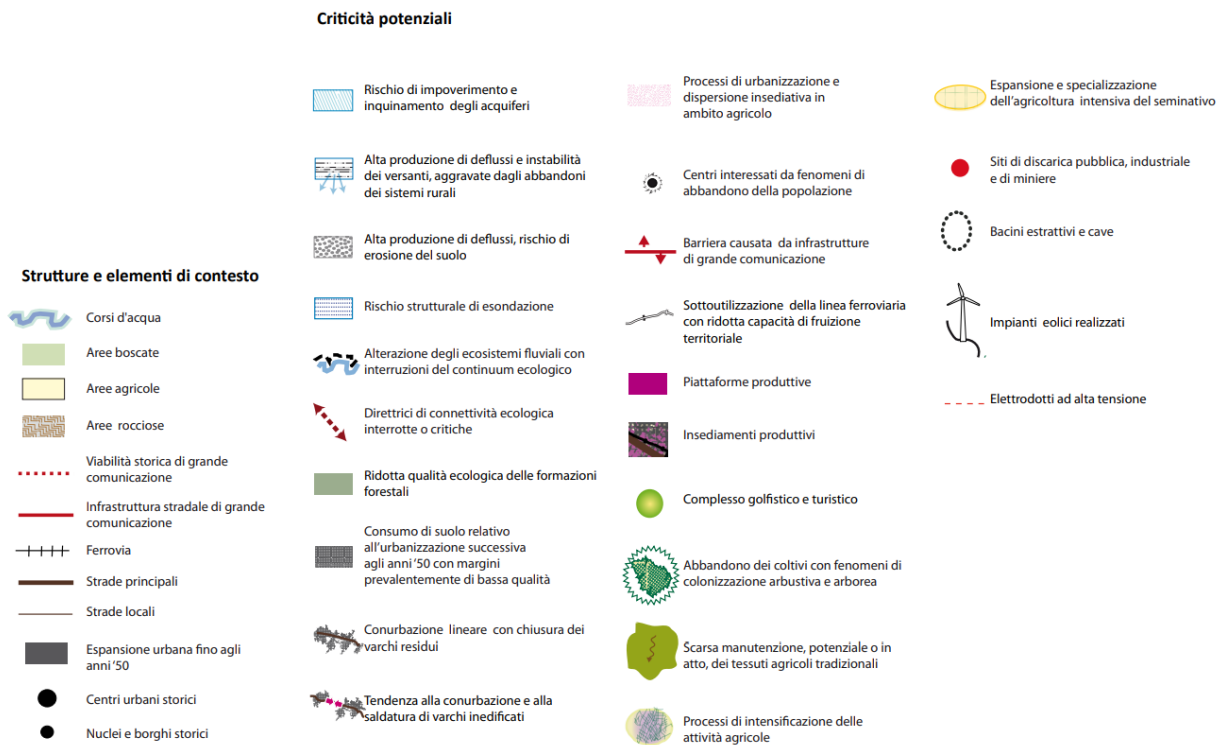 Criticità potenziali
Strutture e elementi di contesto
Corsi d'acqua
Aree boscate
Aree agricole
Aree rocciose
Viabilità storica di grande
comunicazione
Infrastruttura stradale di grande
comunicazione
Ferrovia
Strade principali
Strade locali
Espansione urbana fino agli
anni '50
Centri urbani storici
Nuclei e borghi storici
Rischio di impoverimento e
inquinamento degli acquiferi
Alta produzione di deflussi e instabilità
dei versanti, aggravate dagli abbandoni
dei sistemi rurali
Alta produzione di deflussi, rischio di
erosione del suolo
Rischio strutturale di esondazione
Alterazione degli ecosistemi fluviali con
interruzioni del continuum ecologico
Direttrici di connettività ecologica
interrotte o critiche
Ridotta qualità ecologica delle formazioni
forestali
Consumo di suolo relativo
all'urbanizzazione successiva
agli anni '50 con margini
prevalentemente di bassa qualità
Conurbazione lineare con chiusura dei
varchi residui
Tendenza alla conurbazione e alla
saldatura di varchi inedificati
Processi di urbanizzazione e
dispersione insediativa in
ambito agricolo
Centri interessati da fenomeni di
abbandono della popolazione
Barriera causata da infrastrutture
di grande comunicazione
Sottoutilizzazione della linea ferroviaria
con ridotta capacità di fruizione
territoriale
Piattaforme produttive
Insediamenti produttivi
Complesso golfistico e turistico
Abbandono dei coltivi con fenomeni di
colonizzazione arbustiva e arborea
Scarsa manutenzione, potenziale o in
atto, dei tessuti agricoli tradizionali
Processi di intensificazione delle
attività agricole
Espansione e specializzazione
dell'agricoltura intensiva del seminativo
Siti di discarica pubblica, industriale
e di miniere
Bacini estrattivi e cave
Impianti eolici realizzati
Elettrodotti ad alta tensione